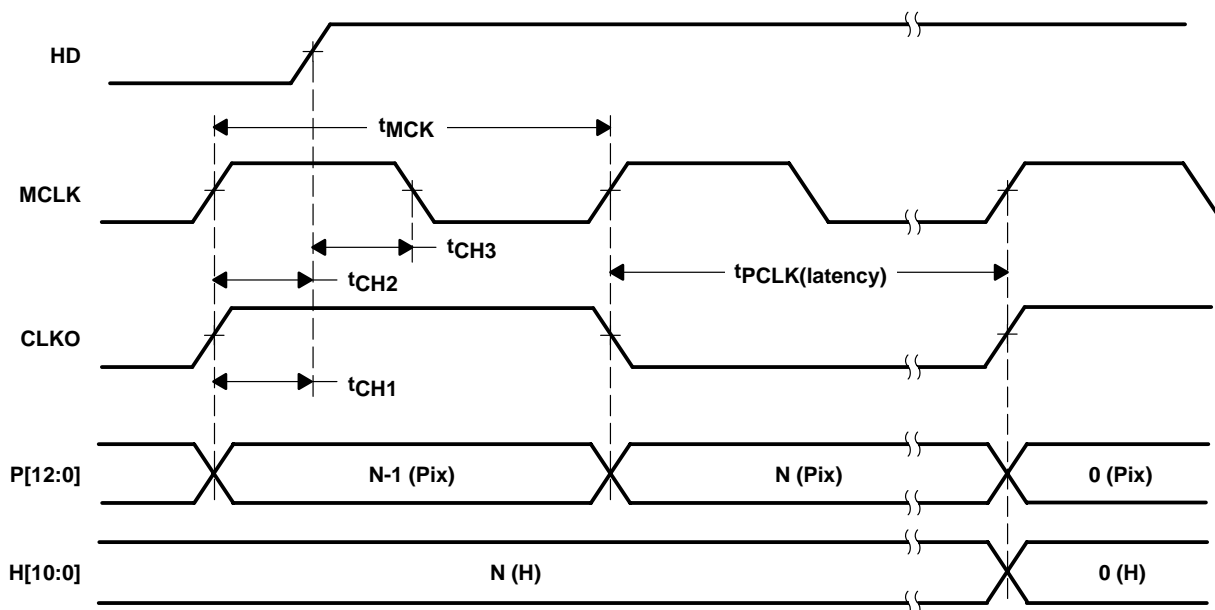 HD
tMCK
MCLK
tCH3
tCH2
tPCLK(latency)
CLKO
tCH1
P[12:0]
N-1 (Pix)
N (Pix)
0 (Pix)
H[10:0]
N (H)
0 (H)